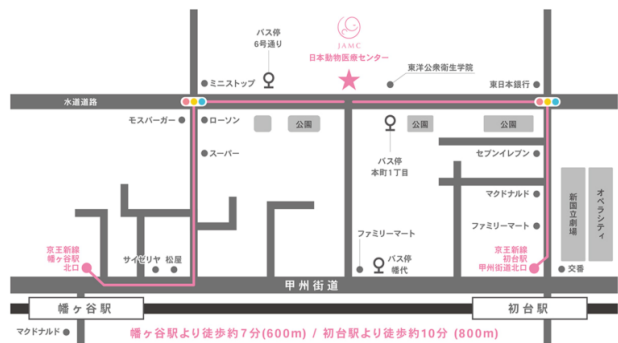 バス停
6号通り
JAMC
日本動物医療センター
ミニストップ
東洋公衆衛生学院
東日本銀行
水道道路
モスバーガー
ローソン
公園
公園
公園
スーパー
バス停
本町1丁目
セブンイレブン
マクドナルド
新国立劇場
オペラシティ
ファミリーマート
ファミリーマート
京王新線
幡ヶ谷駅
北口
サイゼリヤ
松屋
バス停
幡代
京王新線
初台駅
甲州街道北口
交番
甲州街道
幡ヶ谷駅
初台駅
マクドナルド
幡ヶ谷駅より徒歩約7分(600m) / 初台駅より徒歩約10分 (800m)